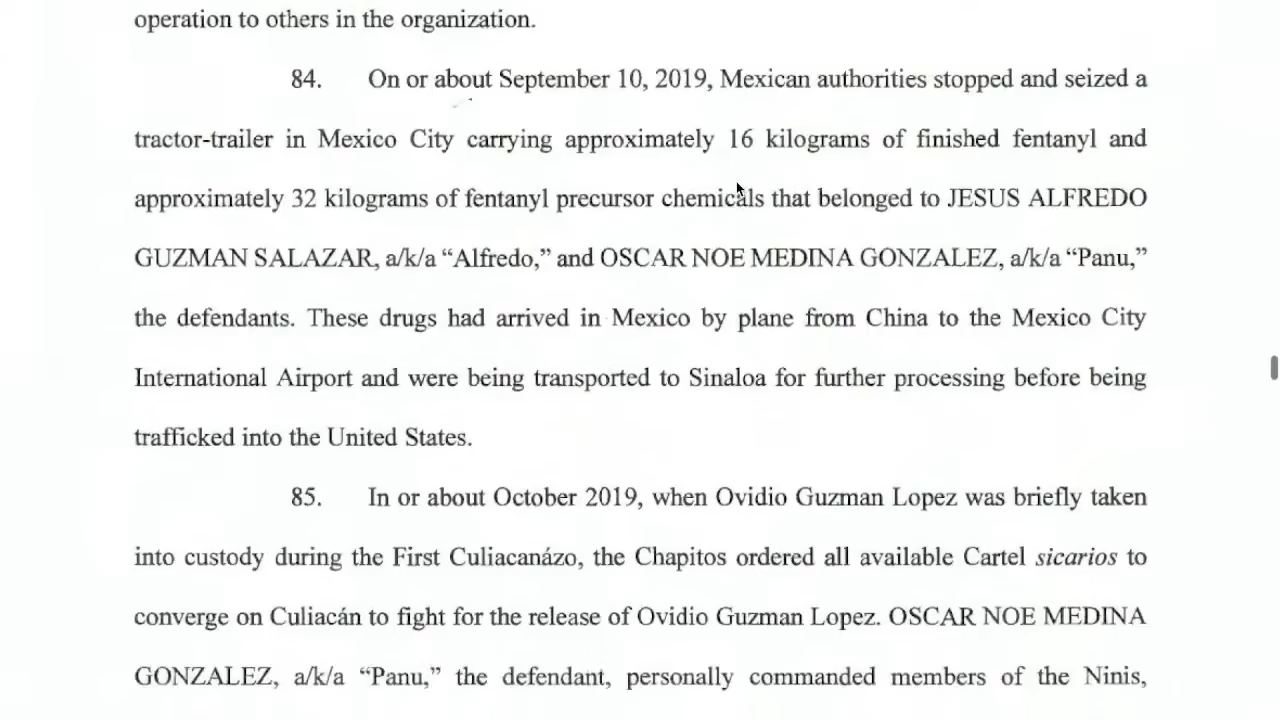 operation to others in the organization.
84. On or about September 10, 2019, Mexican authorities stopped and seized a
tractor-trailer in Mexico City carrying approximately 16 kilograms of finished fentanyl and
approximately 32 kilograms of fentanyl precursor chemicals that belonged to JESUS ALFREDO
GUZMAN SALAZAR, a/k/a “Alfredo,” and OSCAR NOE MEDINA GONZALEZ, a/k/a “Panu,”
the defendants. These drugs had arrived in Mexico by plane from China to the Mexico City
International Airport and were being transported to Sinaloa for further processing before being
trafficked into the United States.
85. In or about October 2019, when Ovidio Guzman Lopez was briefly taken
into custody during the First Culiacanázo, the Chapitos ordered all available Cartel sicarios to
converge on Culiacán to fight for the release of Ovidio Guzman Lopez. OSCAR NOE MEDINA
GONZALEZ, a/k/a “Panu,” the defendant, personally commanded members of the Ninis,